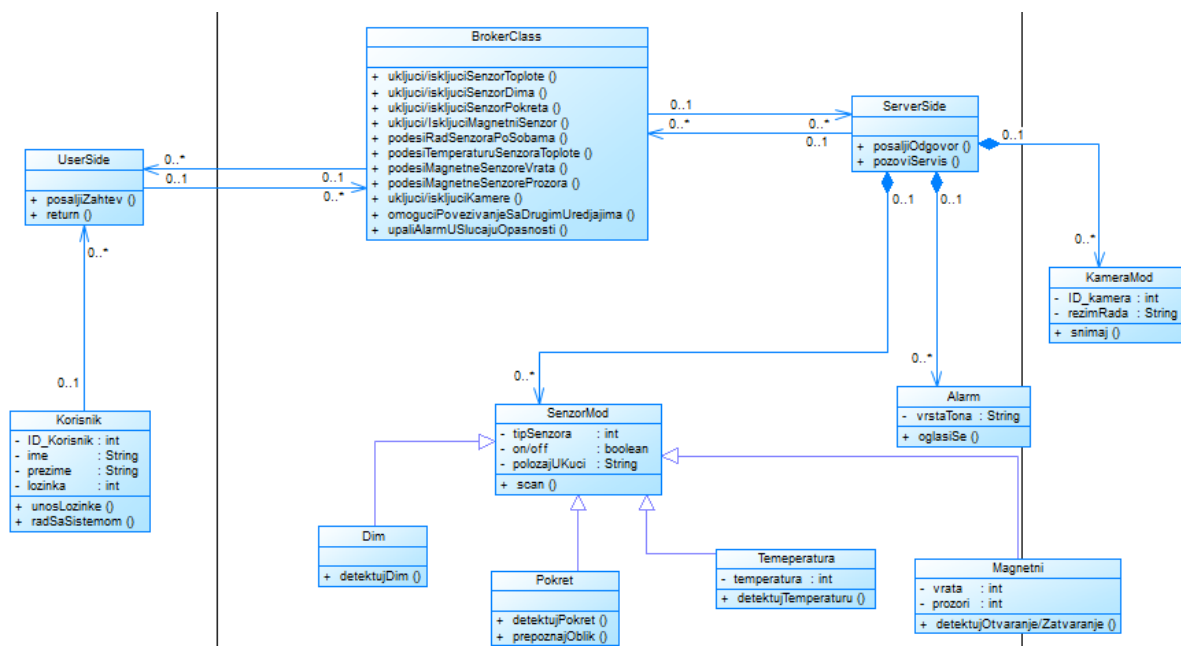 BrokerClass
+ ukljuci/iskljuciSenzorToplote ()
+ ukljuci/iskljuciSenzorDima ()
+ ukljuci/iskljuciSenzorPokreta ()
+ ukljuci/IskljuciMagnetniSenzor ()
+ podesiRadSenzoraPoSobama ()
+ podesiTemperaturuSenzoraToplote ()
+ podesiMagnetneSenzoreVrata ()
+ podesiMagnetneSenzoreProzora ()
+ ukljuci/iskljuciKamere ()
+ omoguciPovezivanjeSaDrugimUredjajima ()
+ upaliAlarmUSlucajuOpasnosti ()
0..1
0..*
0..*
0..1
ServerSide
+ posaljiOdgovor ()
+ pozoviServis ()
0..1
0..1
0..1
UserSide
+ posaljiZahtev ()
+ return ()
0..*
0..1
0..1
0..*
0..*
0..*
KameraMod
- ID_kamera : int
- rezimRada : String
+ snimaj ()
0..1
0..*
0..*
Korisnik
- ID_Korisnik : int
- ime : String
- prezime : String
- lozinka : int
+ unosLozinke ()
+ radSaSistemom ()
SenzorMod
- tipSenzora : int
- on/off : boolean
- polozajUKuci : String
+ scan ()
Alarm
- vrstaTona : String
+ oglasiSe ()
Dim
+ detektujDim ()
Pokret
+ detektujPokret ()
+ prepoznajOblik ()
Temeperatura
- temperatura : int
+ detektujTemperaturu ()
Magnetni
- vrata : int
- prozori : int
+ detektujOtvaranje/Zatvaranje ()